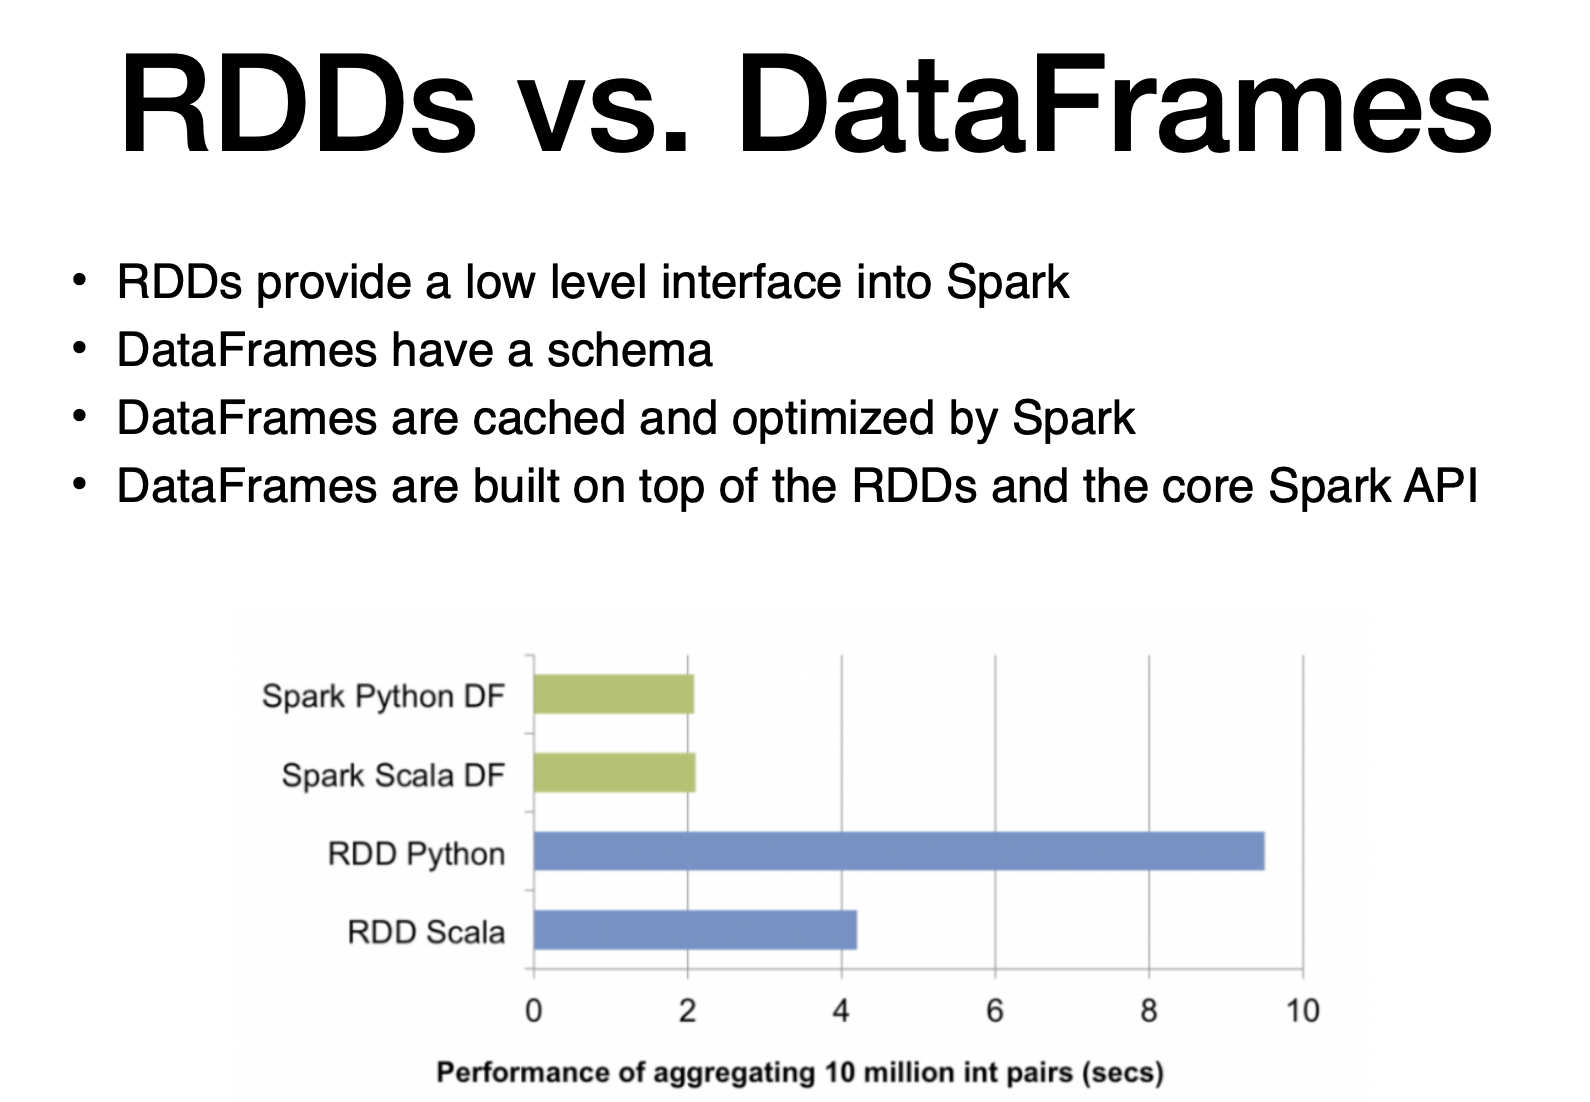 RDDs vs. DataFrames
• RDDs provide a low level interface into Spark
• DataFrames have a schema
• DataFrames are cached and optimized by Spark
• DataFrames are built on top of the RDDs and the core Spark API
Spark Python DF
Spark Scala DF
RDD Python
RDD Scala
0 2 4 6 8 10
Performance of aggregating 10 million int pairs (secs)